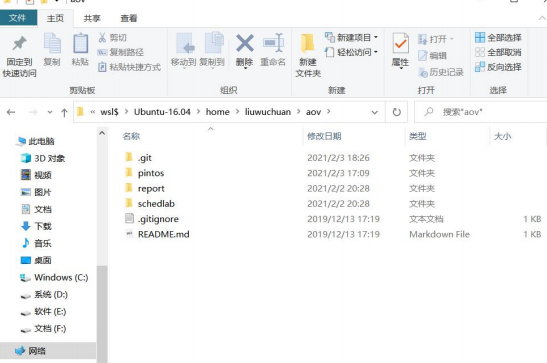 aov
文件 主页 共享 查看
固定到快速访问 复制 粘贴 剪切 复制路径 粘贴快捷方式 移动到 复制到 删除 重命名 新建文件夹 新建项目 轻松访问 属性 打开 编辑 历史记录 全部选择 全部取消 反向选择
剪贴板 组织 新建 打开 选择
« wsl$ > Ubuntu-16.04 > home > liuwuchuan > aov > 搜索"aov"
名称 修改日期 类型 大小
此电脑
.git 2021/2/3 18:26 文件夹
3D 对象
pintos 2021/2/3 17:09 文件夹
视频
report 2021/2/2 20:28 文件夹
图片
schedlab 2021/2/2 20:28 文件夹
文档
.gitignore 2019/12/13 17:19 文本文档 1 KB
下载
README.md 2019/12/13 17:19 Markdown File 1 KB
音乐
桌面
Windows (C:)
系统 (D:)
软件 (E:)
文档 (F:)
网络